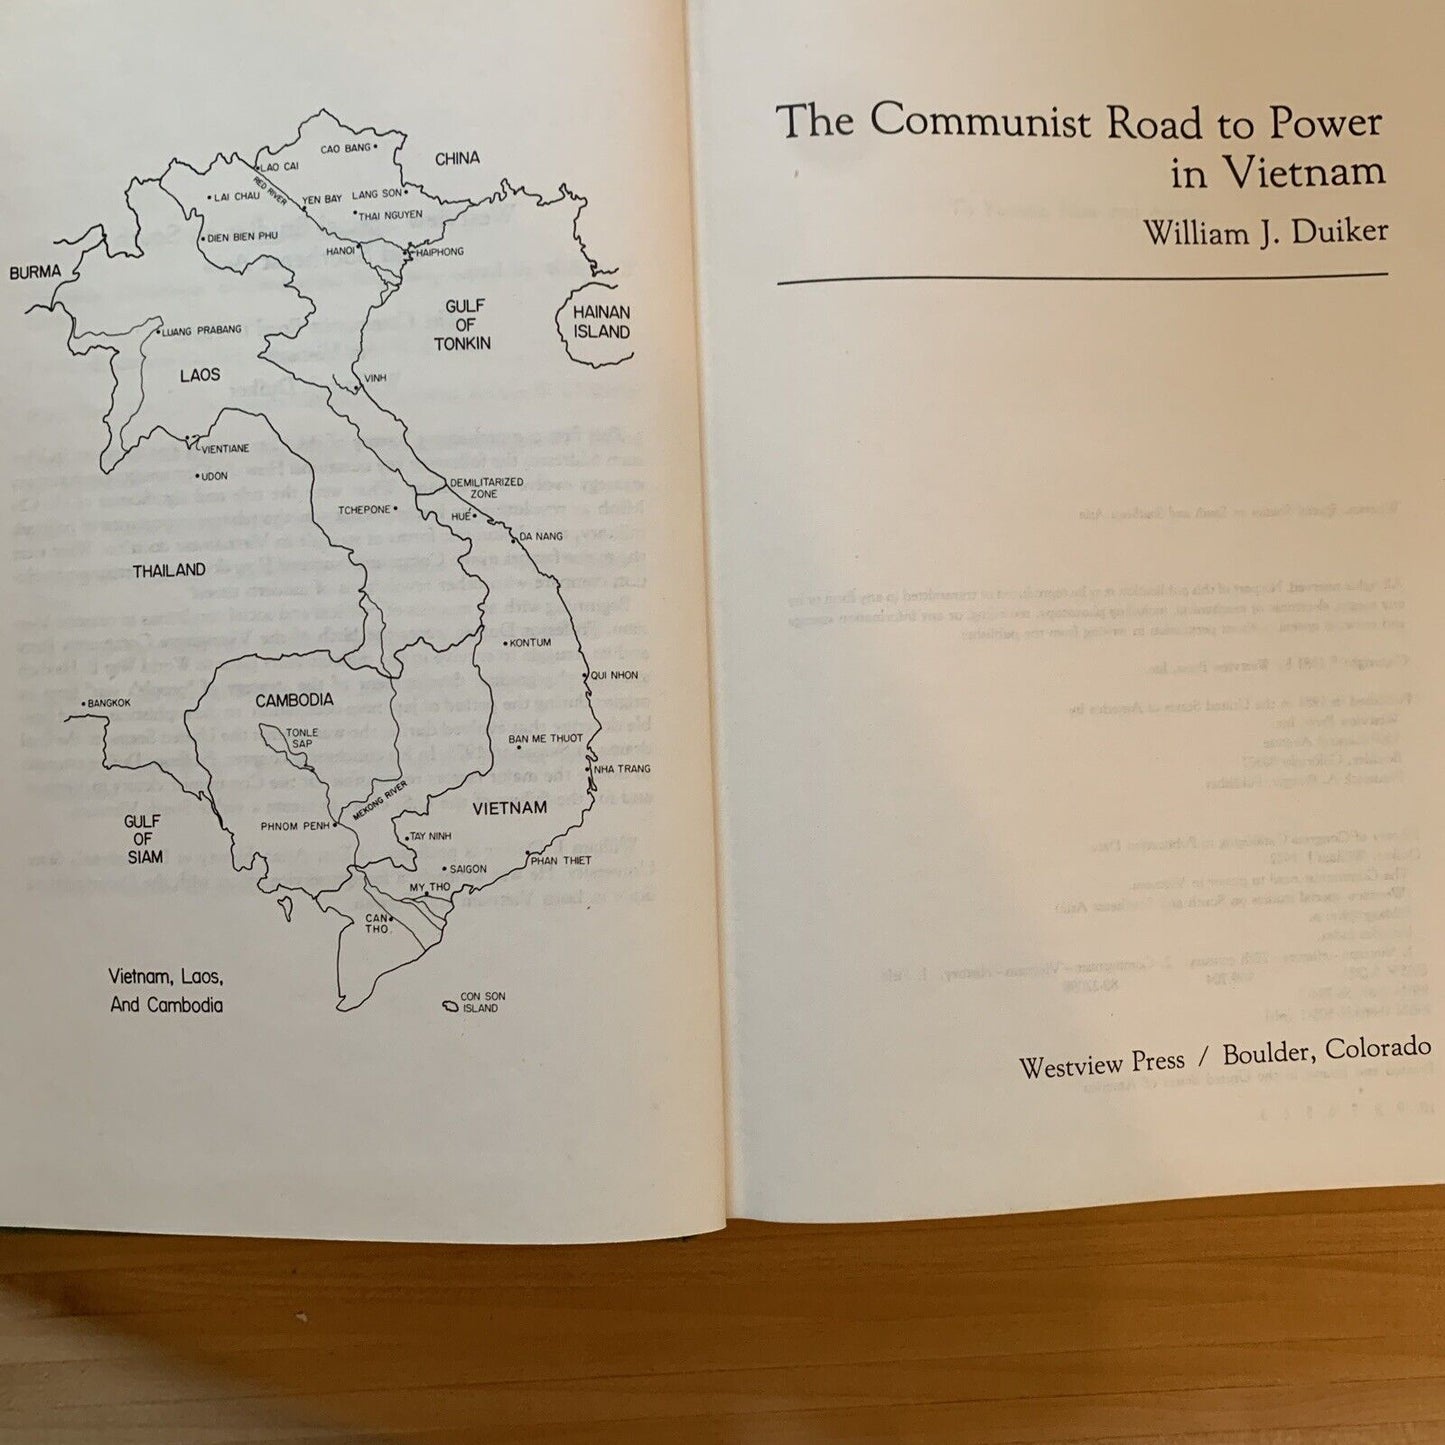 CAO BANG
CHINA
LAO CAI
RED RIVER
LAI CHAU
YEN BAY
LANG SON
THAI NGUYEN
DIEN BIEN PHU
HANOI
HAIPHONG
BURMA
GULF
OF
TONKIN
HAINAN
ISLAND
LUANG PRABANG
LAOS
VINH
VIENTIANE
UDON
DEMILITARIZED
ZONE
TCHEPONE
HUÉ
DA NANG
THAILAND
KONTUM
QUI NHON
CAMBODIA
BANGKOK
TONLE
SAP
BAN ME THUOT
NHA TRANG
MEKONG RIVER
VIETNAM
GULF
OF
SIAM
PHNOM PENH
TAY NINH
PHAN THIET
SAIGON
MY THO
CAN
THO
Vietnam, Laos,
And Cambodia
CON SON
ISLAND
The Communist Road to Power
in Vietnam
William J. Duiker
Westview Press / Boulder, Colorado